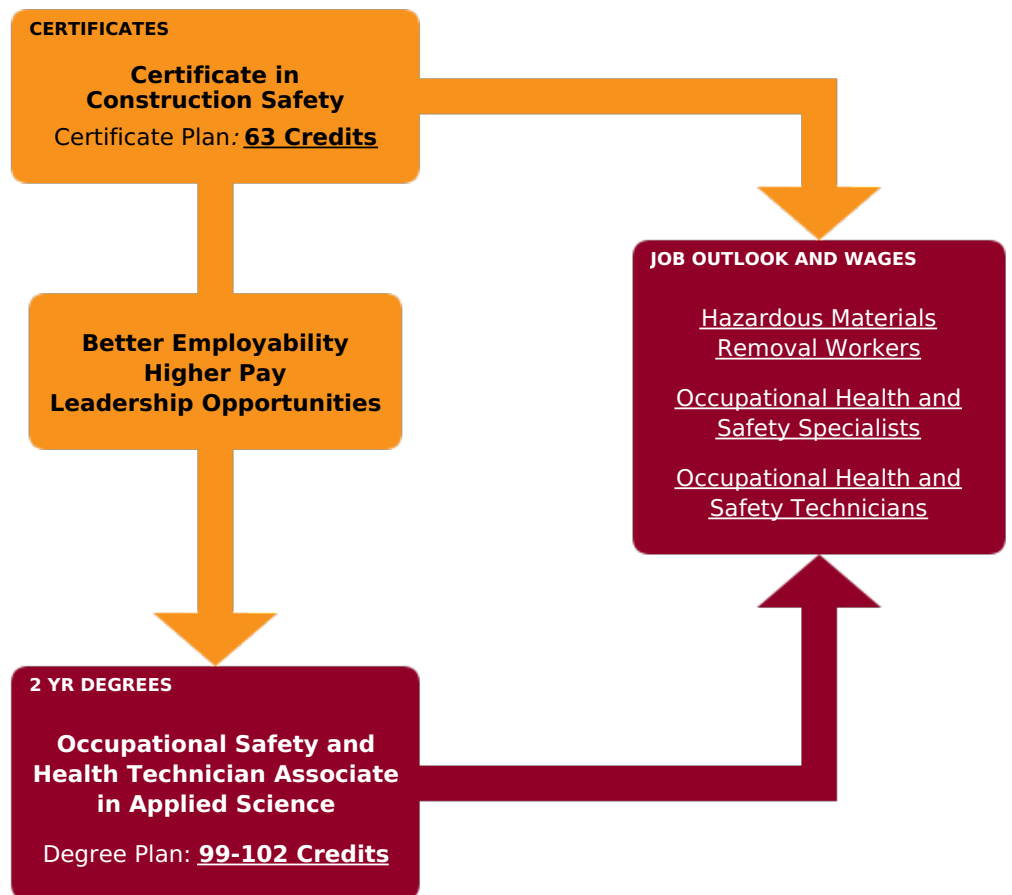 CERTIFICATES
Certificate in
Construction Safety
Certificate Plan: 63 Credits
Better Employability
Higher Pay
Leadership Opportunities
2 YR DEGREES
Occupational Safety and
Health Technician Associate
in Applied Science
Degree Plan: 99-102 Credits
JOB OUTLOOK AND WAGES
Hazardous Materials
Removal Workers
Occupational Health and
Safety Specialists
Occupational Health and
Safety Technicians